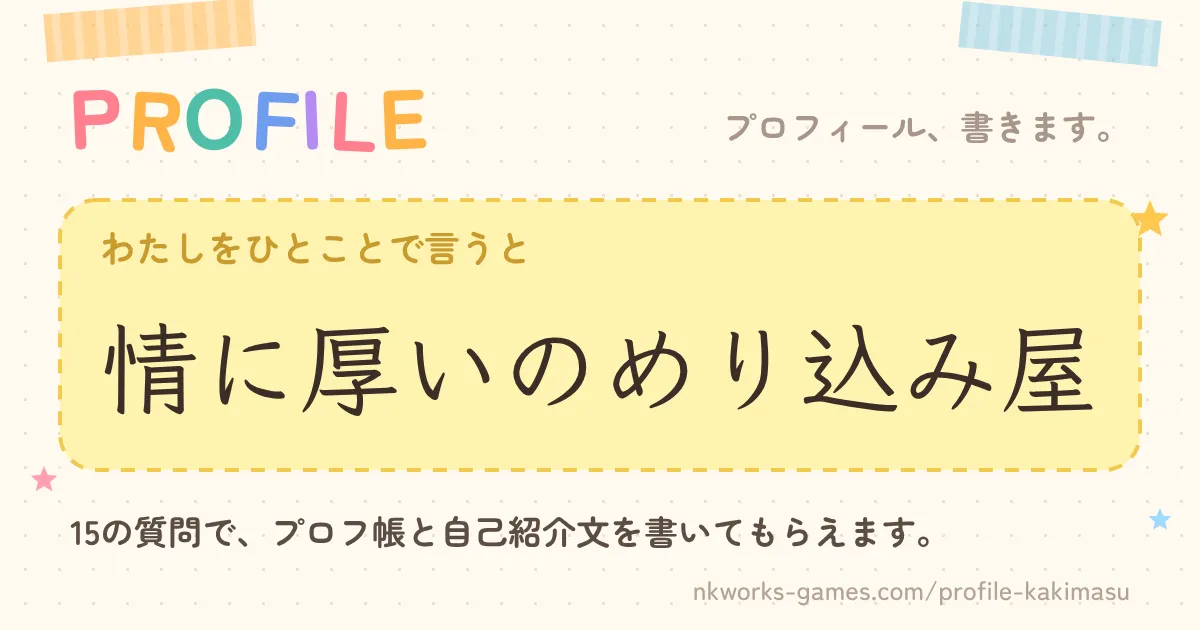 PROFILE
プロフィール、書きます。
わたしをひとことで言うと
情に厚いのめり込み屋
15の質問で、プロフ帳と自己紹介文を書いてもらえます。
nkworks-games.com/profile-kakimasu